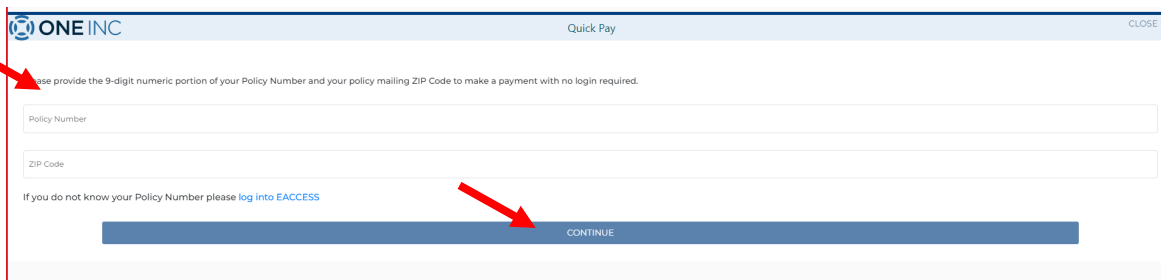 ONE INC
Quick Pay
CLOSE
provide the 9-digit numeric portion of your Policy Number and your policy mailing ZIP Code to make a payment with no login required.
Policy Number
ZIP Code
If you do not know your Policy Number please log into EACCESS
CONTINUE